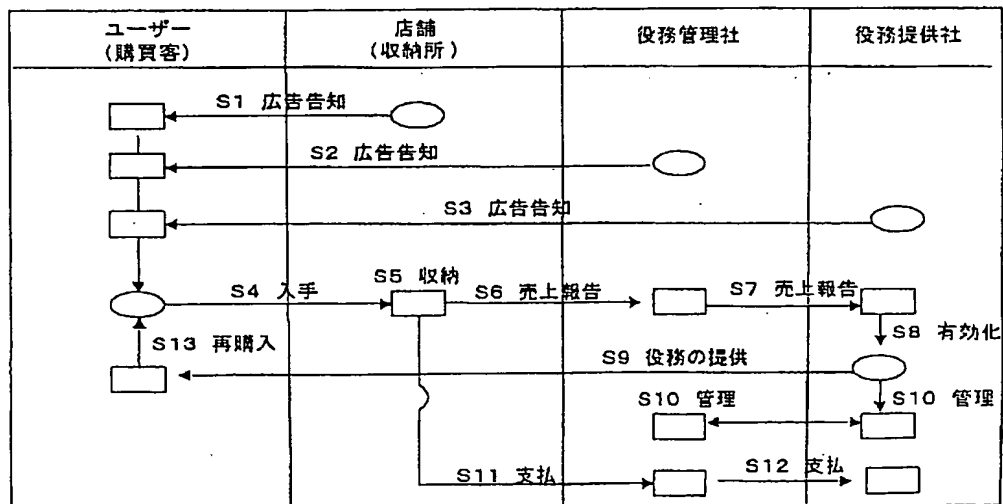 ユーザー
(購買客)
店舗
(収納所)
役務管理社
役務提供社
S1 広告告知
S2 広告告知
S3 広告告知
S4 入手
S5 収納
S6 売上報告
S7 売上報告
S8 有効化
S9 役務の提供
S13 再購入
S10 管理
S10 管理
S11 支払
S12 支払